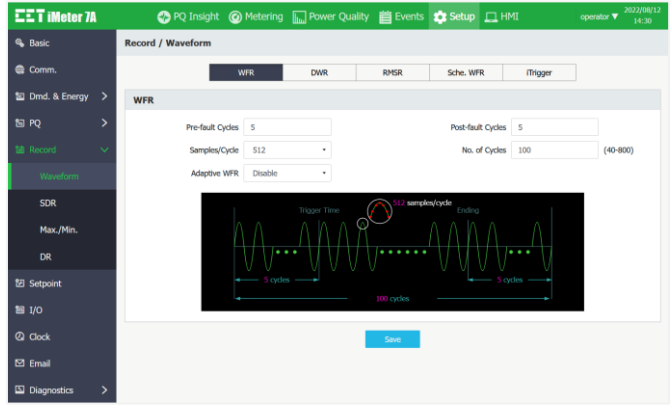 CET iMeter 7A
PQ Insight Metering Power Quality Events Setup HMI operator ▼ 2022/08/12
14:30
Basic
Comm.
Dmd. & Energy >
PQ >
Record
Waveform
SDR
Max./Min.
DR
Setpoint
I/O
Clock
Email
Diagnostics >
Record / Waveform
WFR DWR RMSR Sche. WFR iTrigger
WFR
Pre-fault Cycles 5 Post-fault Cycles 5
Samples/Cycle 512 No. of Cycles 100 (40-800)
Adaptive WFR Disable
512 samples/cycle
Trigger Time Ending
5 cycles 5 cycles
100 cycles
Save